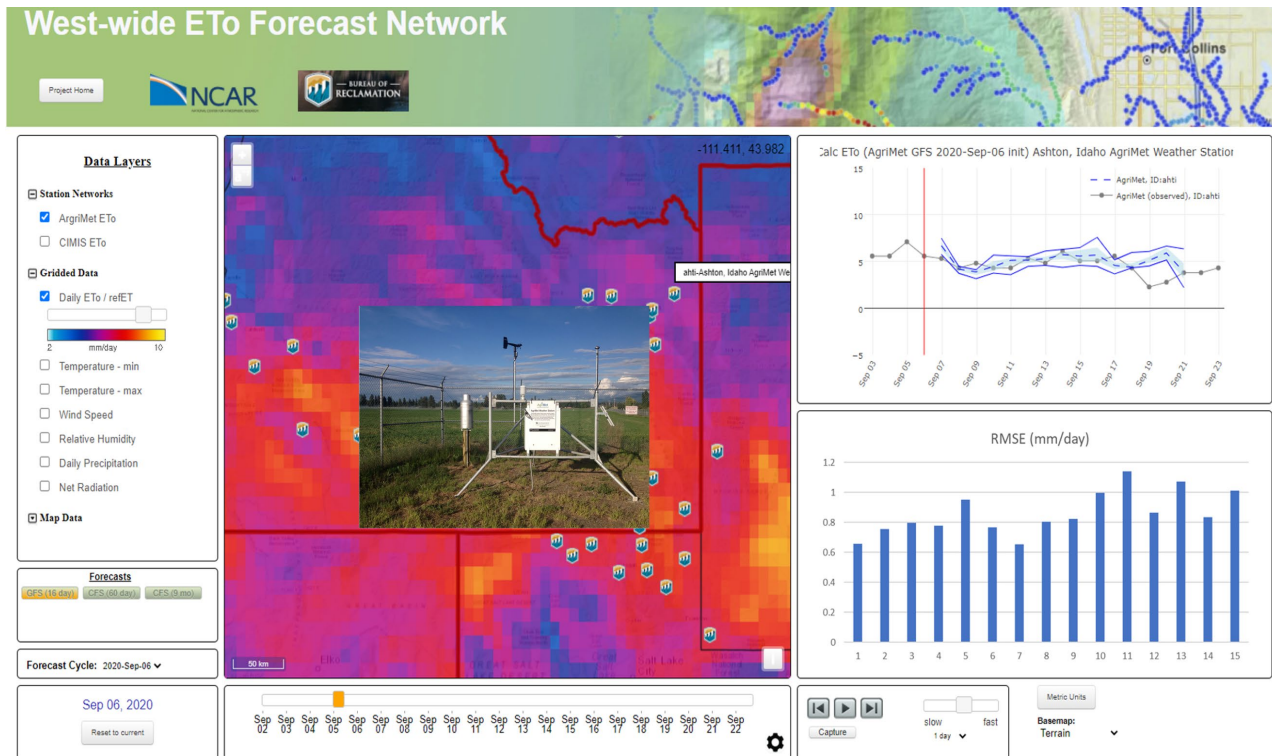 West-wide ETo Forecast Network
Project Home
NCAR
BUREAU OF
RECLAMATION
Fort Collins
Data Layers
Station Networks
ArgriMet ETo
CIMIS ETo
Gridded Data
Daily ETo / refET
2 mm/day 10
Temperature - min
Temperature - max
Wind Speed
Relative Humidity
Daily Precipitation
Net Radiation
Map Data
Forecasts
GFS (16 day) CFS (60 day) CFS (9 mo)
Forecast Cycle: 2020-Sep-06
Sep 06, 2020
Reset to current
-111.411, 43.982
ahti-Ashton, Idaho AgriMet We
50 km
Elko
Salt Lake
City
Sep 02 Sep 03 Sep 04 Sep 05 Sep 06 Sep 07 Sep 08 Sep 09 Sep 10 Sep 11 Sep 12 Sep 13 Sep 14 Sep 15 Sep 16 Sep 17 Sep 18 Sep 19 Sep 20 Sep 21 Sep 22
Calc ETo (AgriMet GFS 2020-Sep-06 init) Ashton, Idaho AgriMet Weather Station
AgriMet, ID:ahti
AgriMet (observed), ID:ahti
15
10
5
0
−5
Sep 03 Sep 05 Sep 07 Sep 09 Sep 11 Sep 13 Sep 15 Sep 17 Sep 19 Sep 21 Sep 23
RMSE (mm/day)
1.2
1
0.8
0.6
0.4
0.2
0
1 2 3 4 5 6 7 8 9 10 11 12 13 14 15
Capture
slow fast
1 day
Metric Units
Basemap:
Terrain